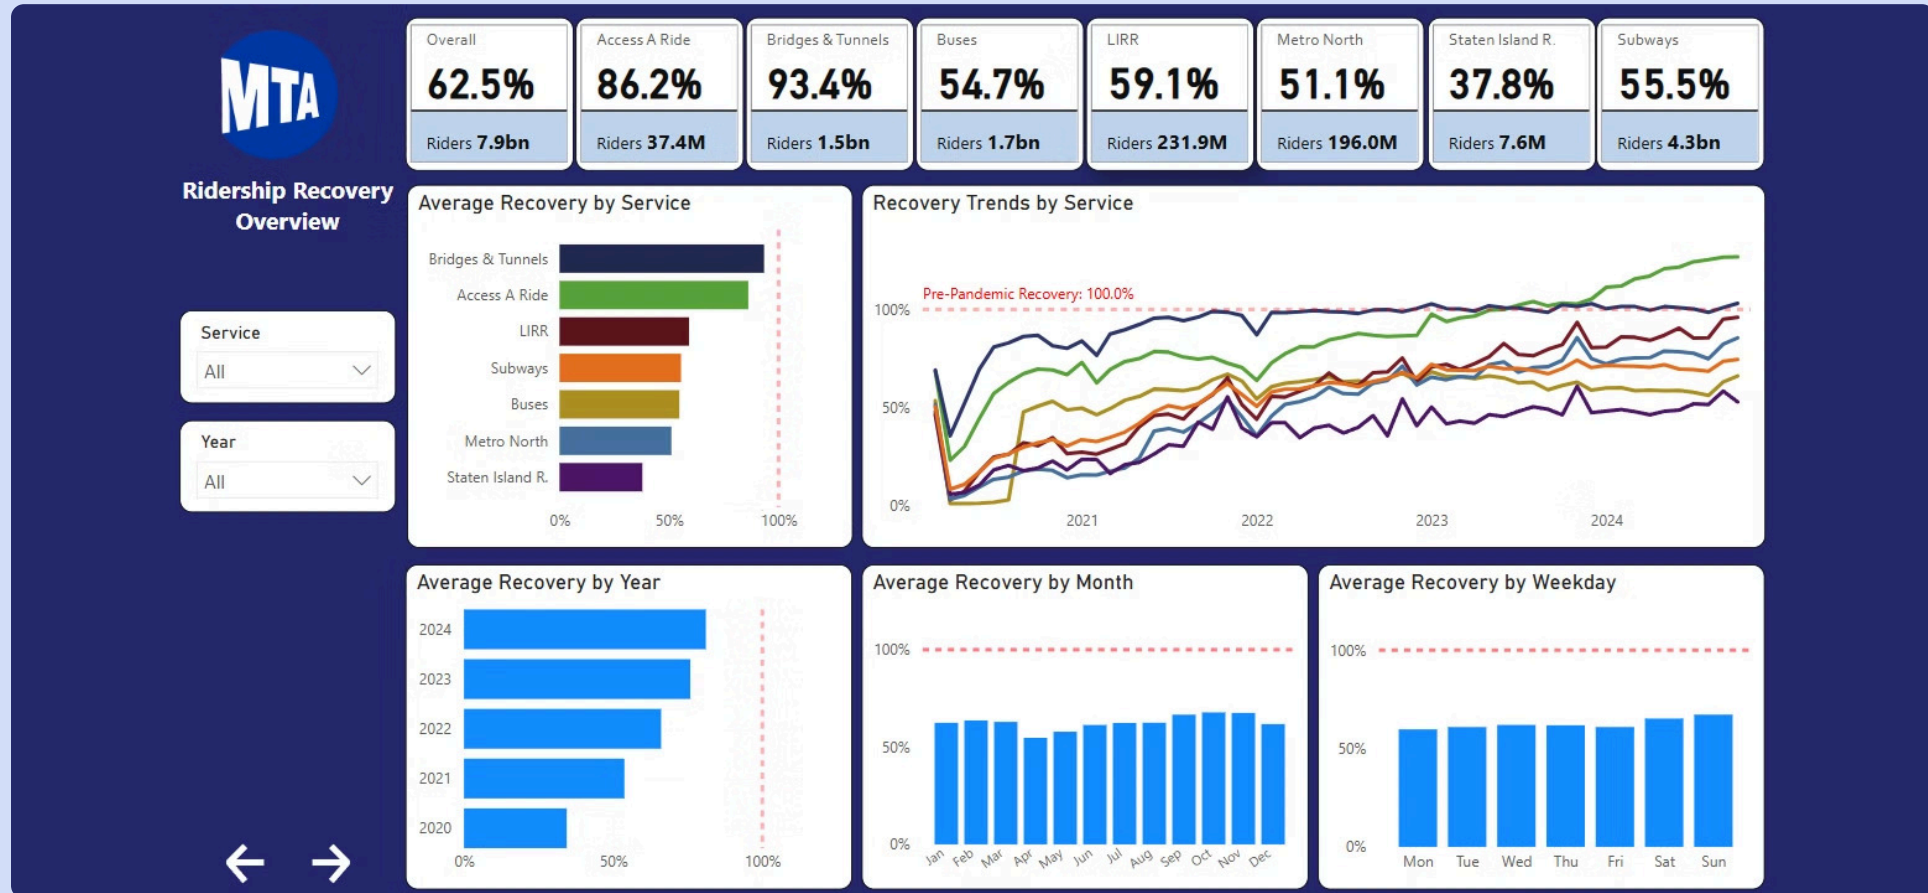 MTA
Ridership Recovery
Overview
Service
All
Year
All
Overall
62.5%
Riders 7.9bn
Access A Ride
86.2%
Riders 37.4M
Bridges & Tunnels
93.4%
Riders 1.5bn
Buses
54.7%
Riders 1.7bn
LIRR
59.1%
Riders 231.9M
Metro North
51.1%
Riders 196.0M
Staten Island R.
37.8%
Riders 7.6M
Subways
55.5%
Riders 4.3bn
Average Recovery by Service
Bridges & Tunnels
Access A Ride
LIRR
Subways
Buses
Metro North
Staten Island R.
0% 50% 100%
Recovery Trends by Service
Pre-Pandemic Recovery: 100.0%
100%
50%
0%
2021 2022 2023 2024
Average Recovery by Year
2024
2023
2022
2021
2020
0% 50% 100%
Average Recovery by Month
100%
50%
0%
Jan Feb Mar Apr May Jun Jul Aug Sep Oct Nov Dec
Average Recovery by Weekday
100%
50%
0%
Mon Tue Wed Thu Fri Sat Sun